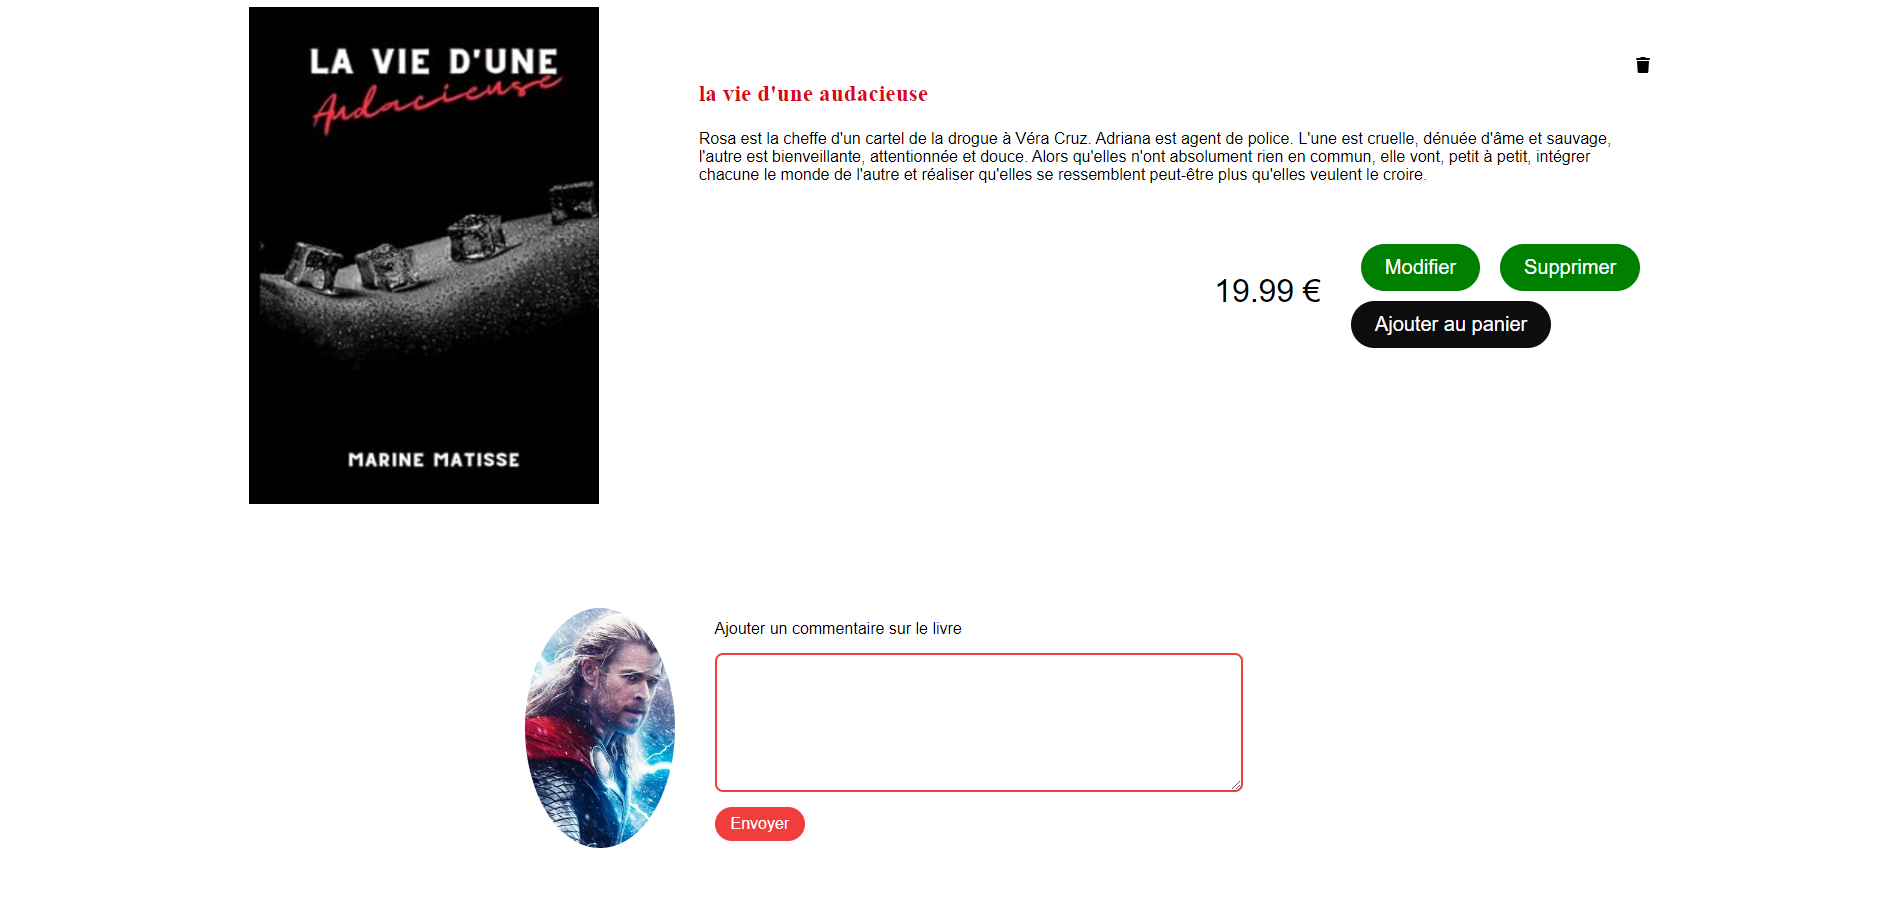 LA VIE D'UNE
Audacieuse
MARINE MATISSE
la vie d'une audacieuse
Rosa est la cheffe d'un cartel de la drogue à Véra Cruz. Adriana est agent de police. L'une est cruelle, dénuée d'âme et sauvage,
l'autre est bienveillante, attentionnée et douce. Alors qu'elles n'ont absolument rien en commun, elle vont, petit à petit, intégrer
chacune le monde de l'autre et réaliser qu'elles se ressemblent peut-être plus qu'elles veulent le croire.
19.99 €
Modifier
Supprimer
Ajouter au panier
Ajouter un commentaire sur le livre
Envoyer